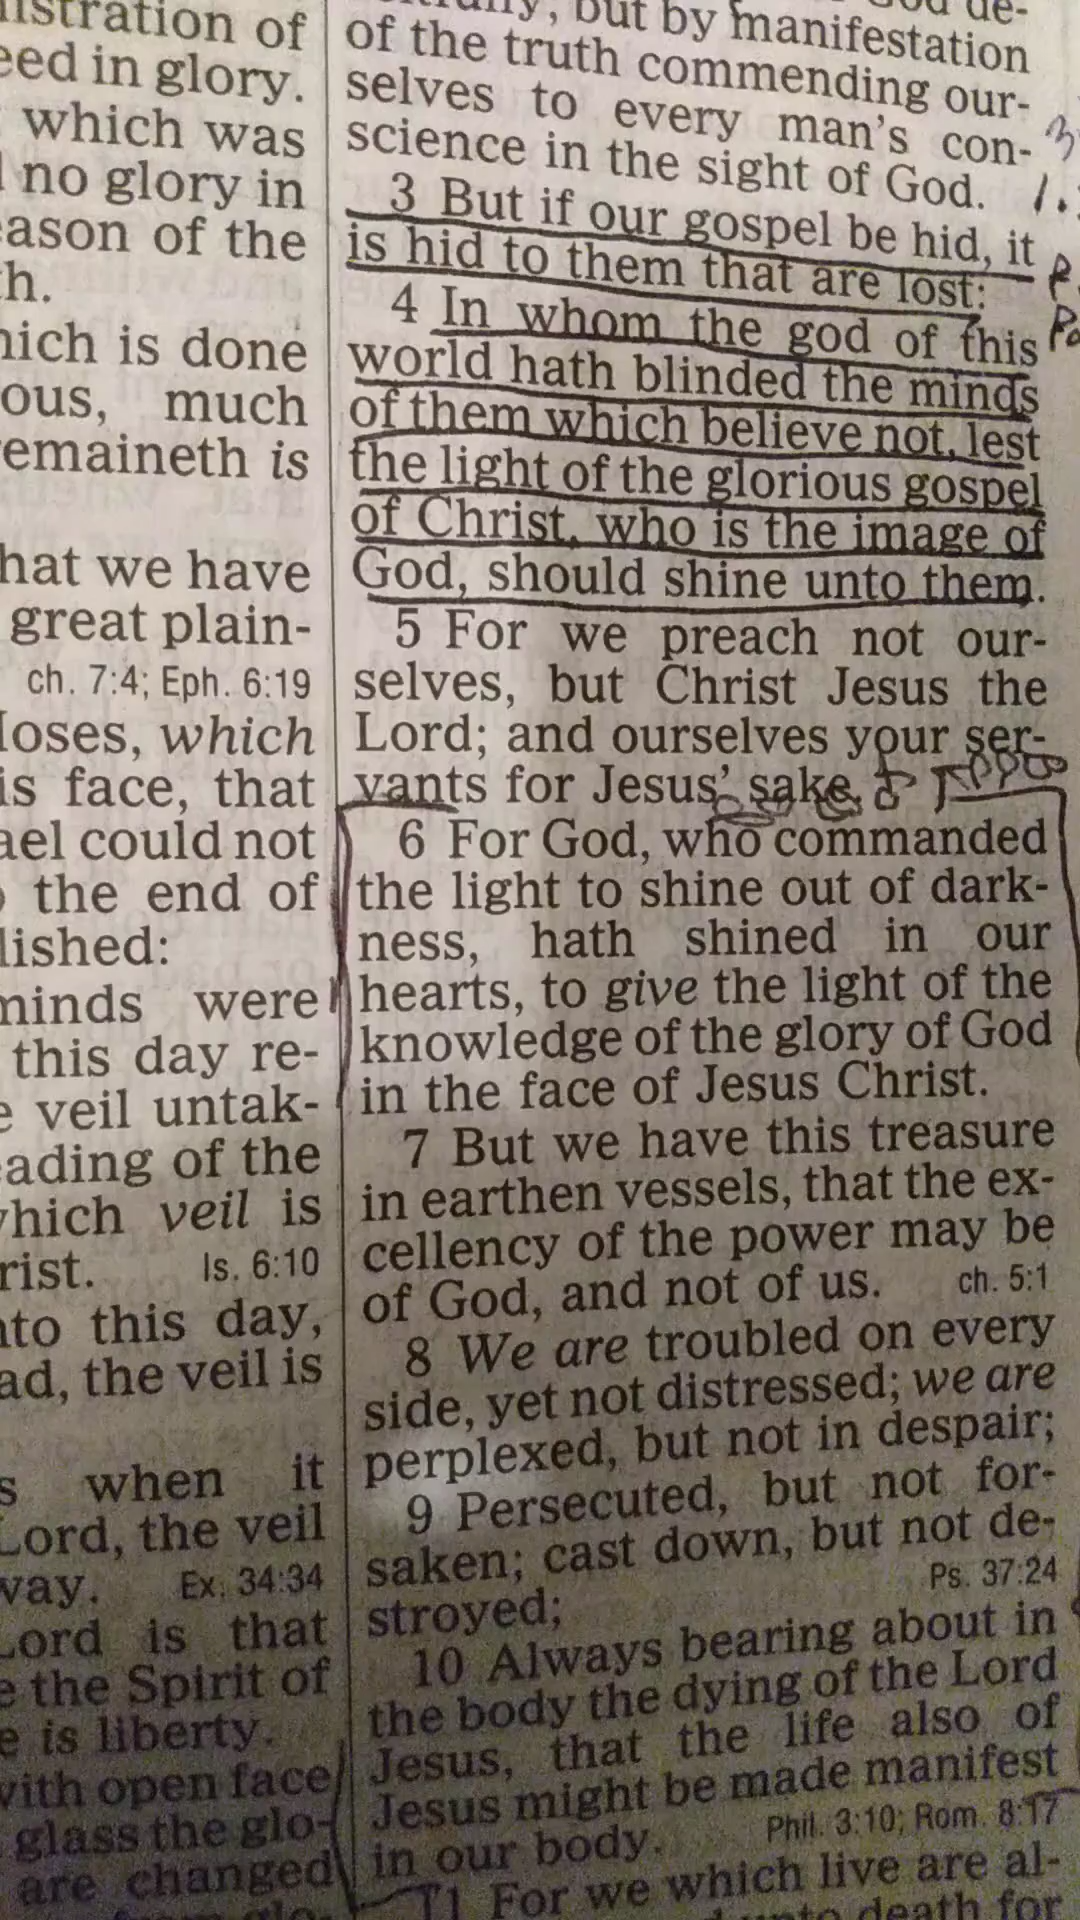 istration of
eed in glory.
which was
no glory in
eason of the
h.
hich is done
ous, much
remaineth is
hat we have
great plain-
ch. 7:4; Eph. 6:19
loses, which
is face, that
ael could not
the end of
lished:
minds were
this day re-
e veil untak-
eading of the
which veil is
rist. Is. 6:10
nto this day,
ad, the veil is
s when it
Lord, the veil
way. Ex. 34:34
Lord is that
e the Spirit of
e is liberty.
with open face
glass the glo-
are changed
but by manifestation
of the truth commending our-
selves to every man's con-
science in the sight of God.
3 But if our gospel be hid, it
is hid to them that are lost:
4 In whom the god of this
world hath blinded the minds
of them which believe not, lest
the light of the glorious gospel
of Christ, who is the image of
God, should shine unto them.
5 For we preach not our-
selves, but Christ Jesus the
Lord; and ourselves your ser-
vants for Jesus' sake.
6 For God, who commanded
the light to shine out of dark-
ness, hath shined in our
hearts, to give the light of the
knowledge of the glory of God
in the face of Jesus Christ.
7 But we have this treasure
in earthen vessels, that the ex-
cellency of the power may be
of God, and not of us. ch. 5:1
8 We are troubled on every
side, yet not distressed; we are
perplexed, but not in despair;
9 Persecuted, but not for-
saken; cast down, but not de-
stroyed; Ps. 37:24
10 Always bearing about in
the body the dying of the Lord
Jesus, that the life also of
Jesus might be made manifest
in our body. Phil. 3:10; Rom. 8:17
11 For we which live are al-
unto death for